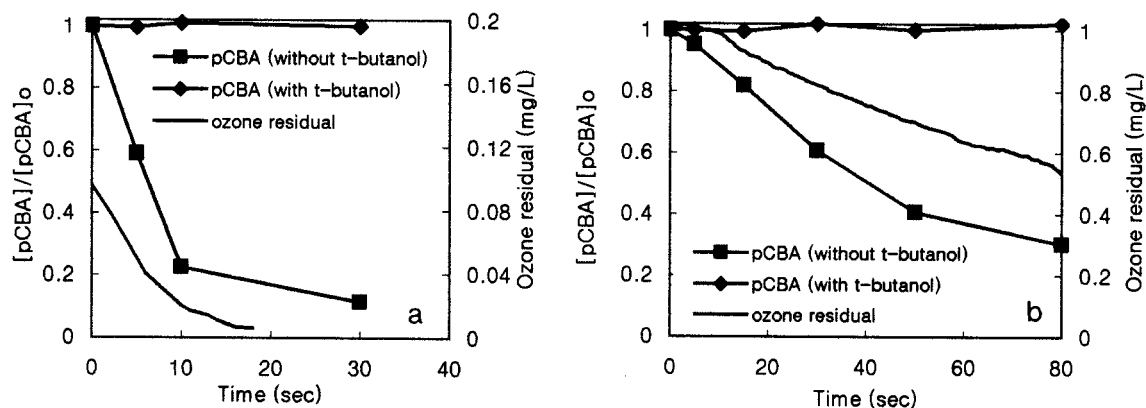 [pCBA]/[pCBA]o
1
0.8
0.6
0.4
0.2
0
0
10
20
30
40
Time (sec)
0.2
0.16
0.12
0.08
0.04
0
Ozone residual (mg/L)
pCBA (without t-butanol)
pCBA (with t-butanol)
ozone residual
a
[pCBA]/[pCBA]o
1
0.8
0.6
0.4
0.2
0
0
20
40
60
80
Time (sec)
1
0.8
0.6
0.4
0.2
0
Ozone residual (mg/L)
pCBA (without t-butanol)
pCBA (with t-butanol)
ozone residual
b